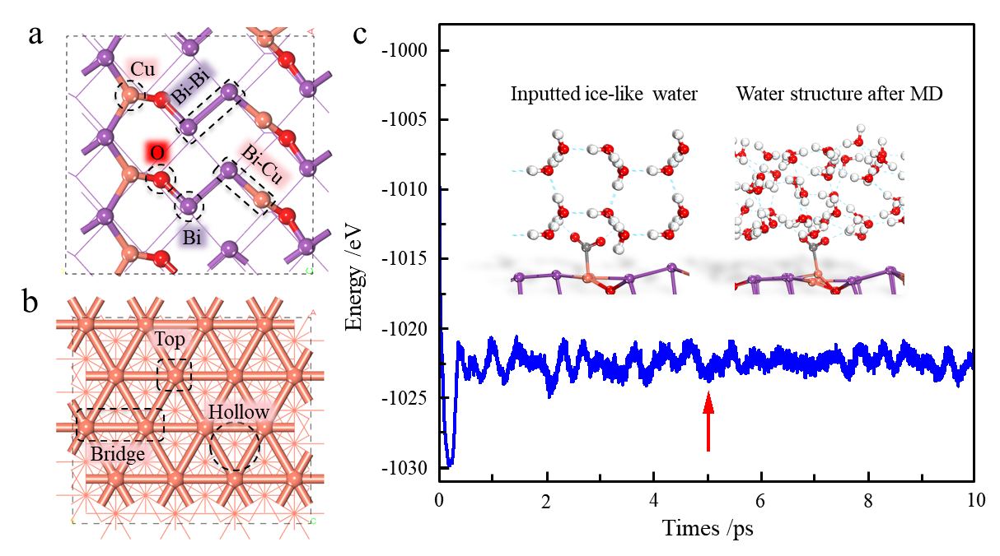 a
Cu
Bi-Bi
O
Bi-Cu
Bi
A
C
b
Top
Hollow
Bridge
A
C
c
Inputted ice-like water
Water structure after MD
Energy /eV
-1000
-1005
-1010
-1015
-1020
-1025
-1030
0 2 4 6 8 10
Times /ps